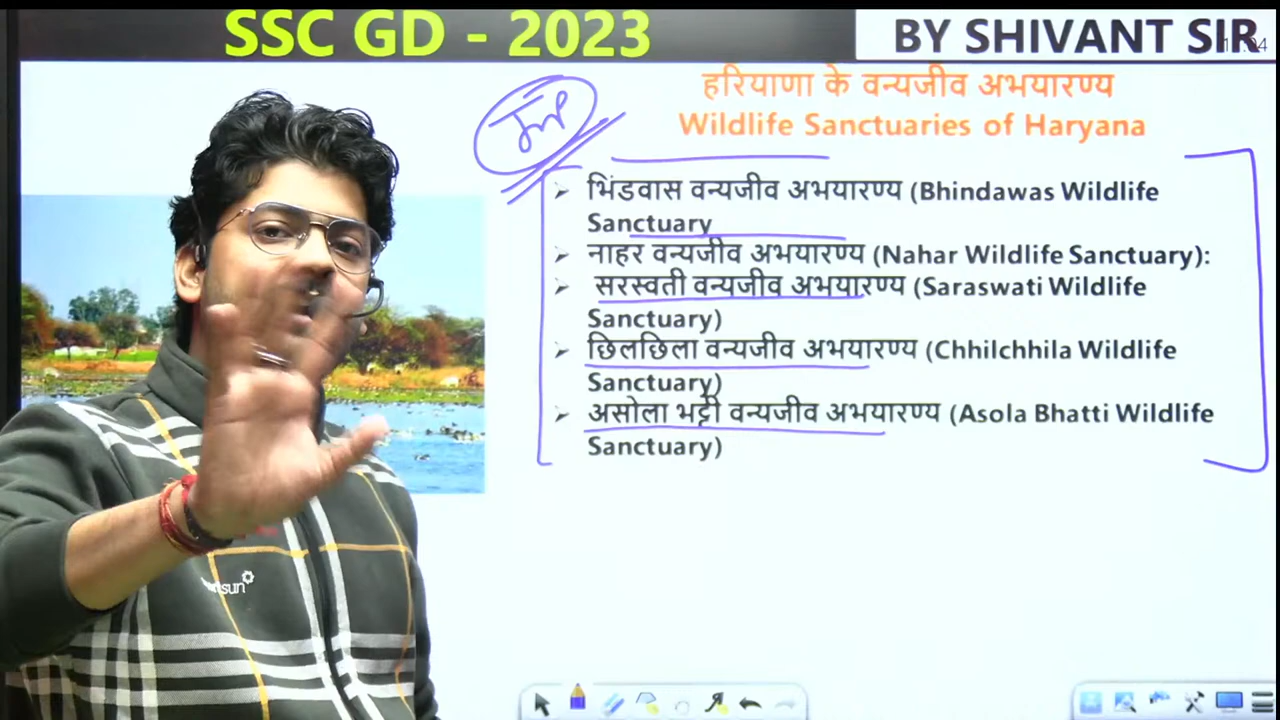 SSC GD - 2023
BY SHIVANT SIR
हरियाणा के वन्यजीव अभयारण्य
Wildlife Sanctuaries of Haryana
Imp
➢ भिंडवास वन्यजीव अभयारण्य (Bhindawas Wildlife
Sanctuary
➢ नाहर वन्यजीव अभयारण्य (Nahar Wildlife Sanctuary):
➢ सरस्वती वन्यजीव अभयारण्य (Saraswati Wildlife
Sanctuary)
➢ छिलछिला वन्यजीव अभयारण्य (Chhilchhila Wildlife
Sanctuary)
➢ असोला भट्टी वन्यजीव अभयारण्य (Asola Bhatti Wildlife
Sanctuary)